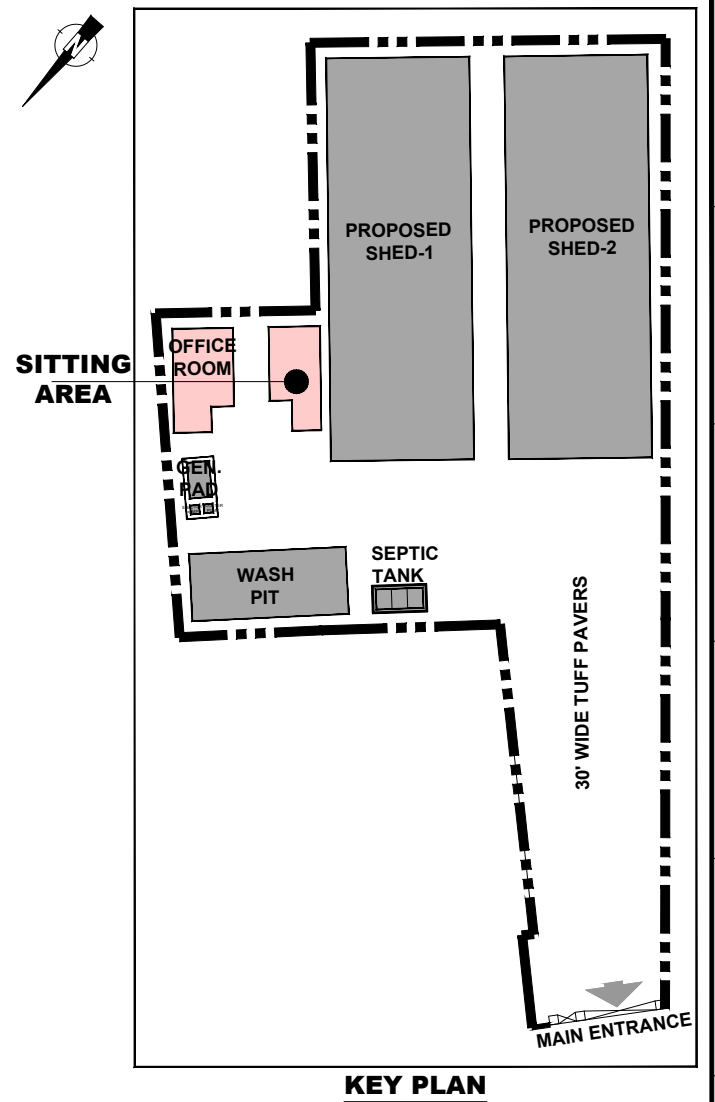 N
PROPOSED
SHED-1
PROPOSED
SHED-2
OFFICE
ROOM
SITTING
AREA
GEN.
PAD
WASH
PIT
SEPTIC
TANK
30' WIDE TUFF PAVERS
MAIN ENTRANCE
KEY PLAN